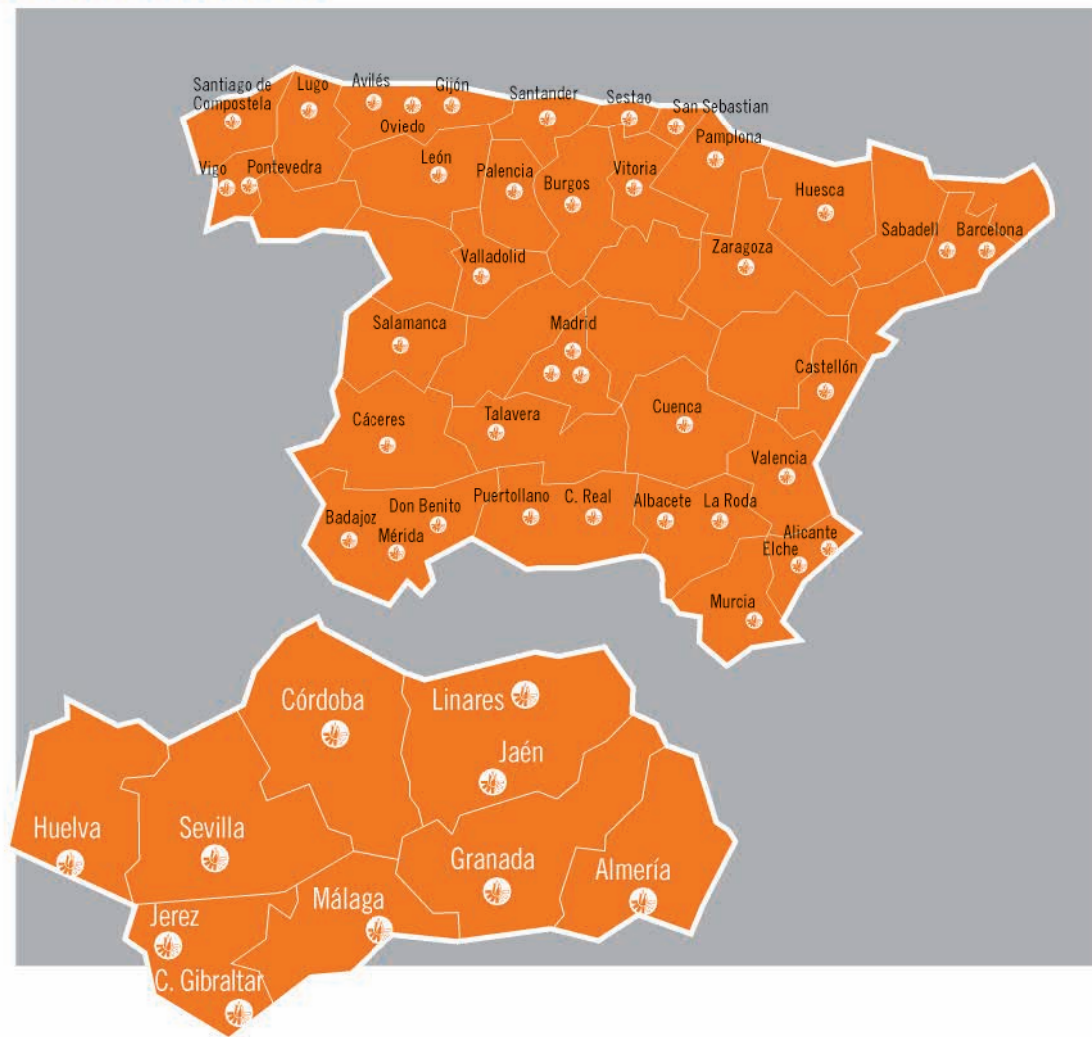 Santiago de
Compostela
Lugo
Avilés
Oviedo
Gijón
Santander
Sestao
San Sebastian
Pamplona
Vigo
Pontevedra
León
Palencia
Burgos
Vitoria
Huesca
Sabadell
Barcelona
Valladolid
Zaragoza
Salamanca
Madrid
Castellón
Cáceres
Talavera
Cuenca
Valencia
Badajoz
Mérida
Don Benito
Puertollano
C. Real
Albacete
La Roda
Alicante
Elche
Murcia
Córdoba
Linares
Jaén
Huelva
Sevilla
Granada
Almería
Málaga
Jerez
C. Gibraltar